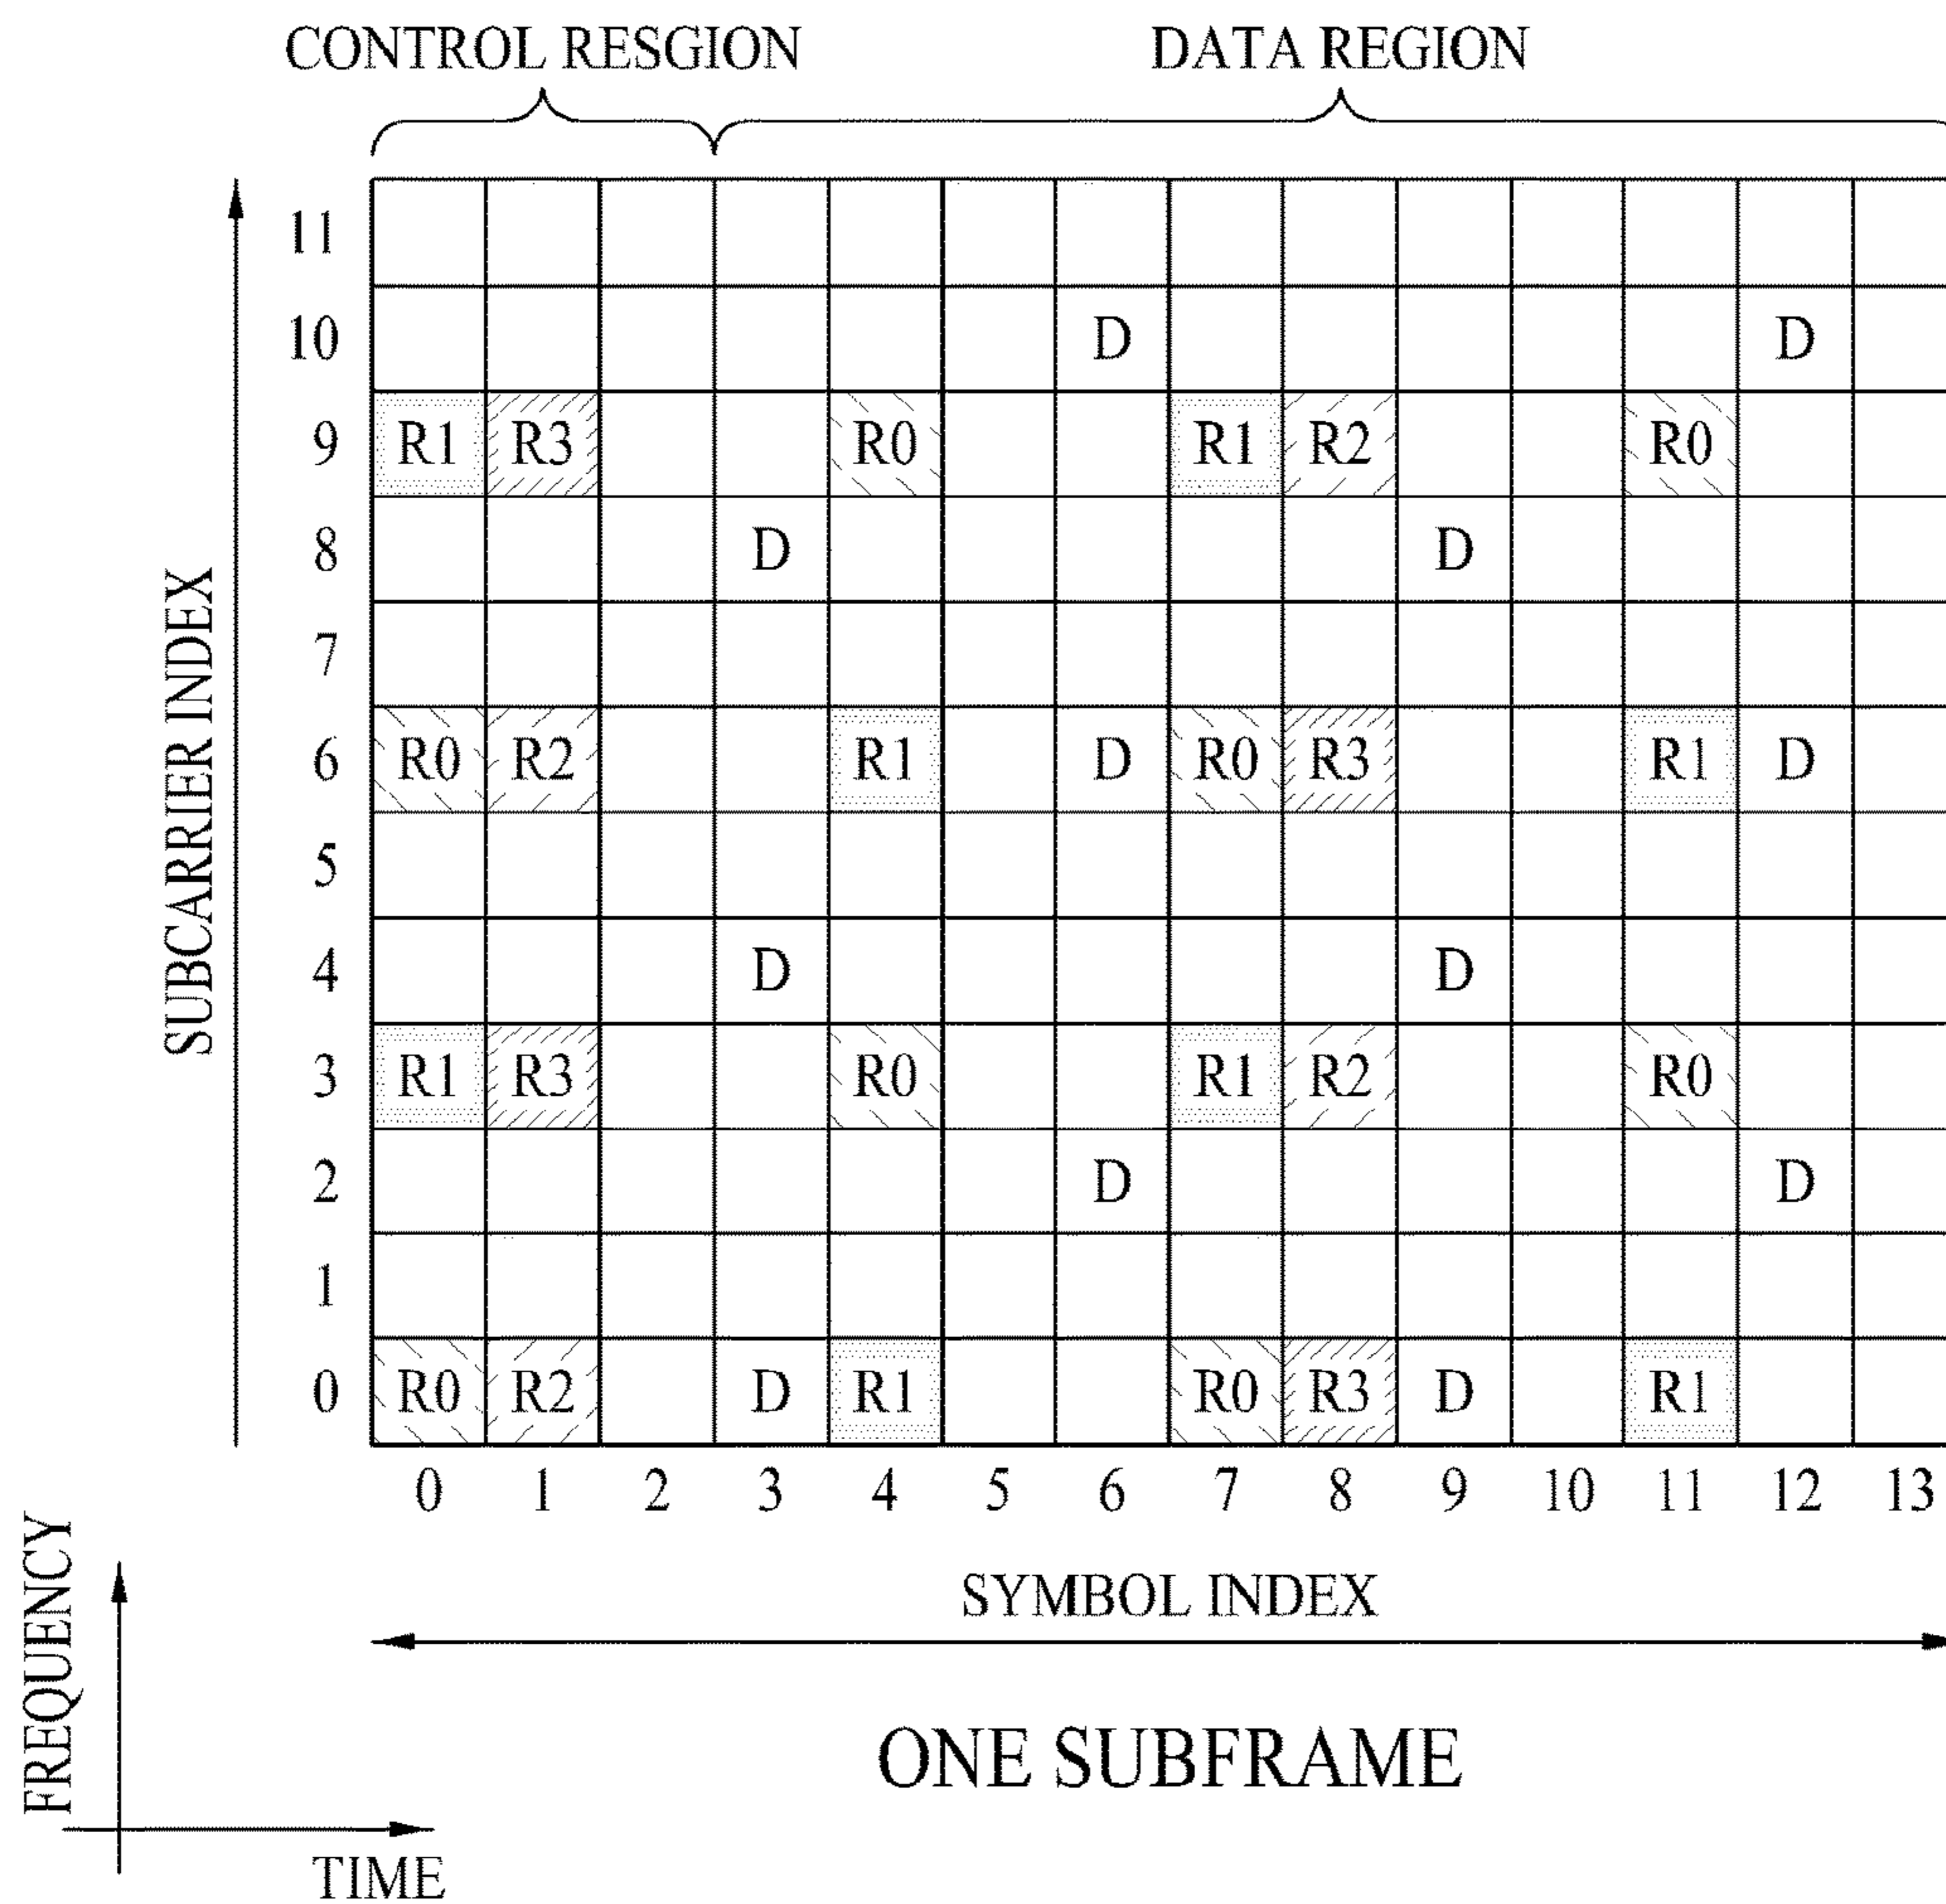 CONTROL RESGION DATA REGION
11
10 D D
9 R1 R3 R0 R1 R2 R0
8 D D
7
6 R0 R2 R1 D R0 R3 R1 D
5
4 D D
3 R1 R3 R0 R1 R2 R0
2 D D
1
0 R0 R2 D R1 R0 R3 D R1
SUBCARRIER INDEX
0 1 2 3 4 5 6 7 8 9 10 11 12 13
SYMBOL INDEX
ONE SUBFRAME
FREQUENCY
TIME